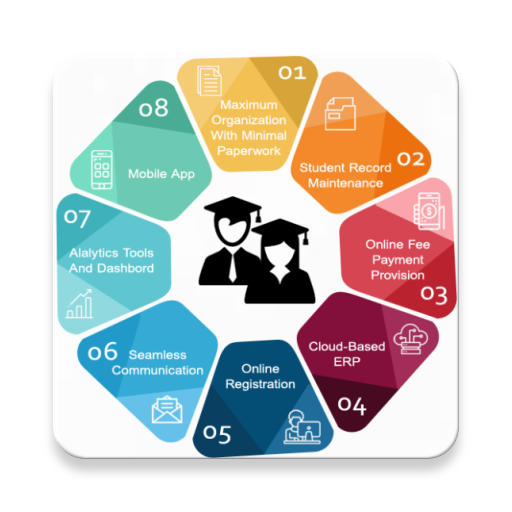 01
Maximum
Organization
With Minimal
Paperwork
02
Student Record
Maintenance
Online Fee
Payment
Provision
03
Cloud-Based
ERP
04
Online
Registration
05
06
Seamless
Communication
07
Alalytics Tools
And Dashbord
08
Mobile App